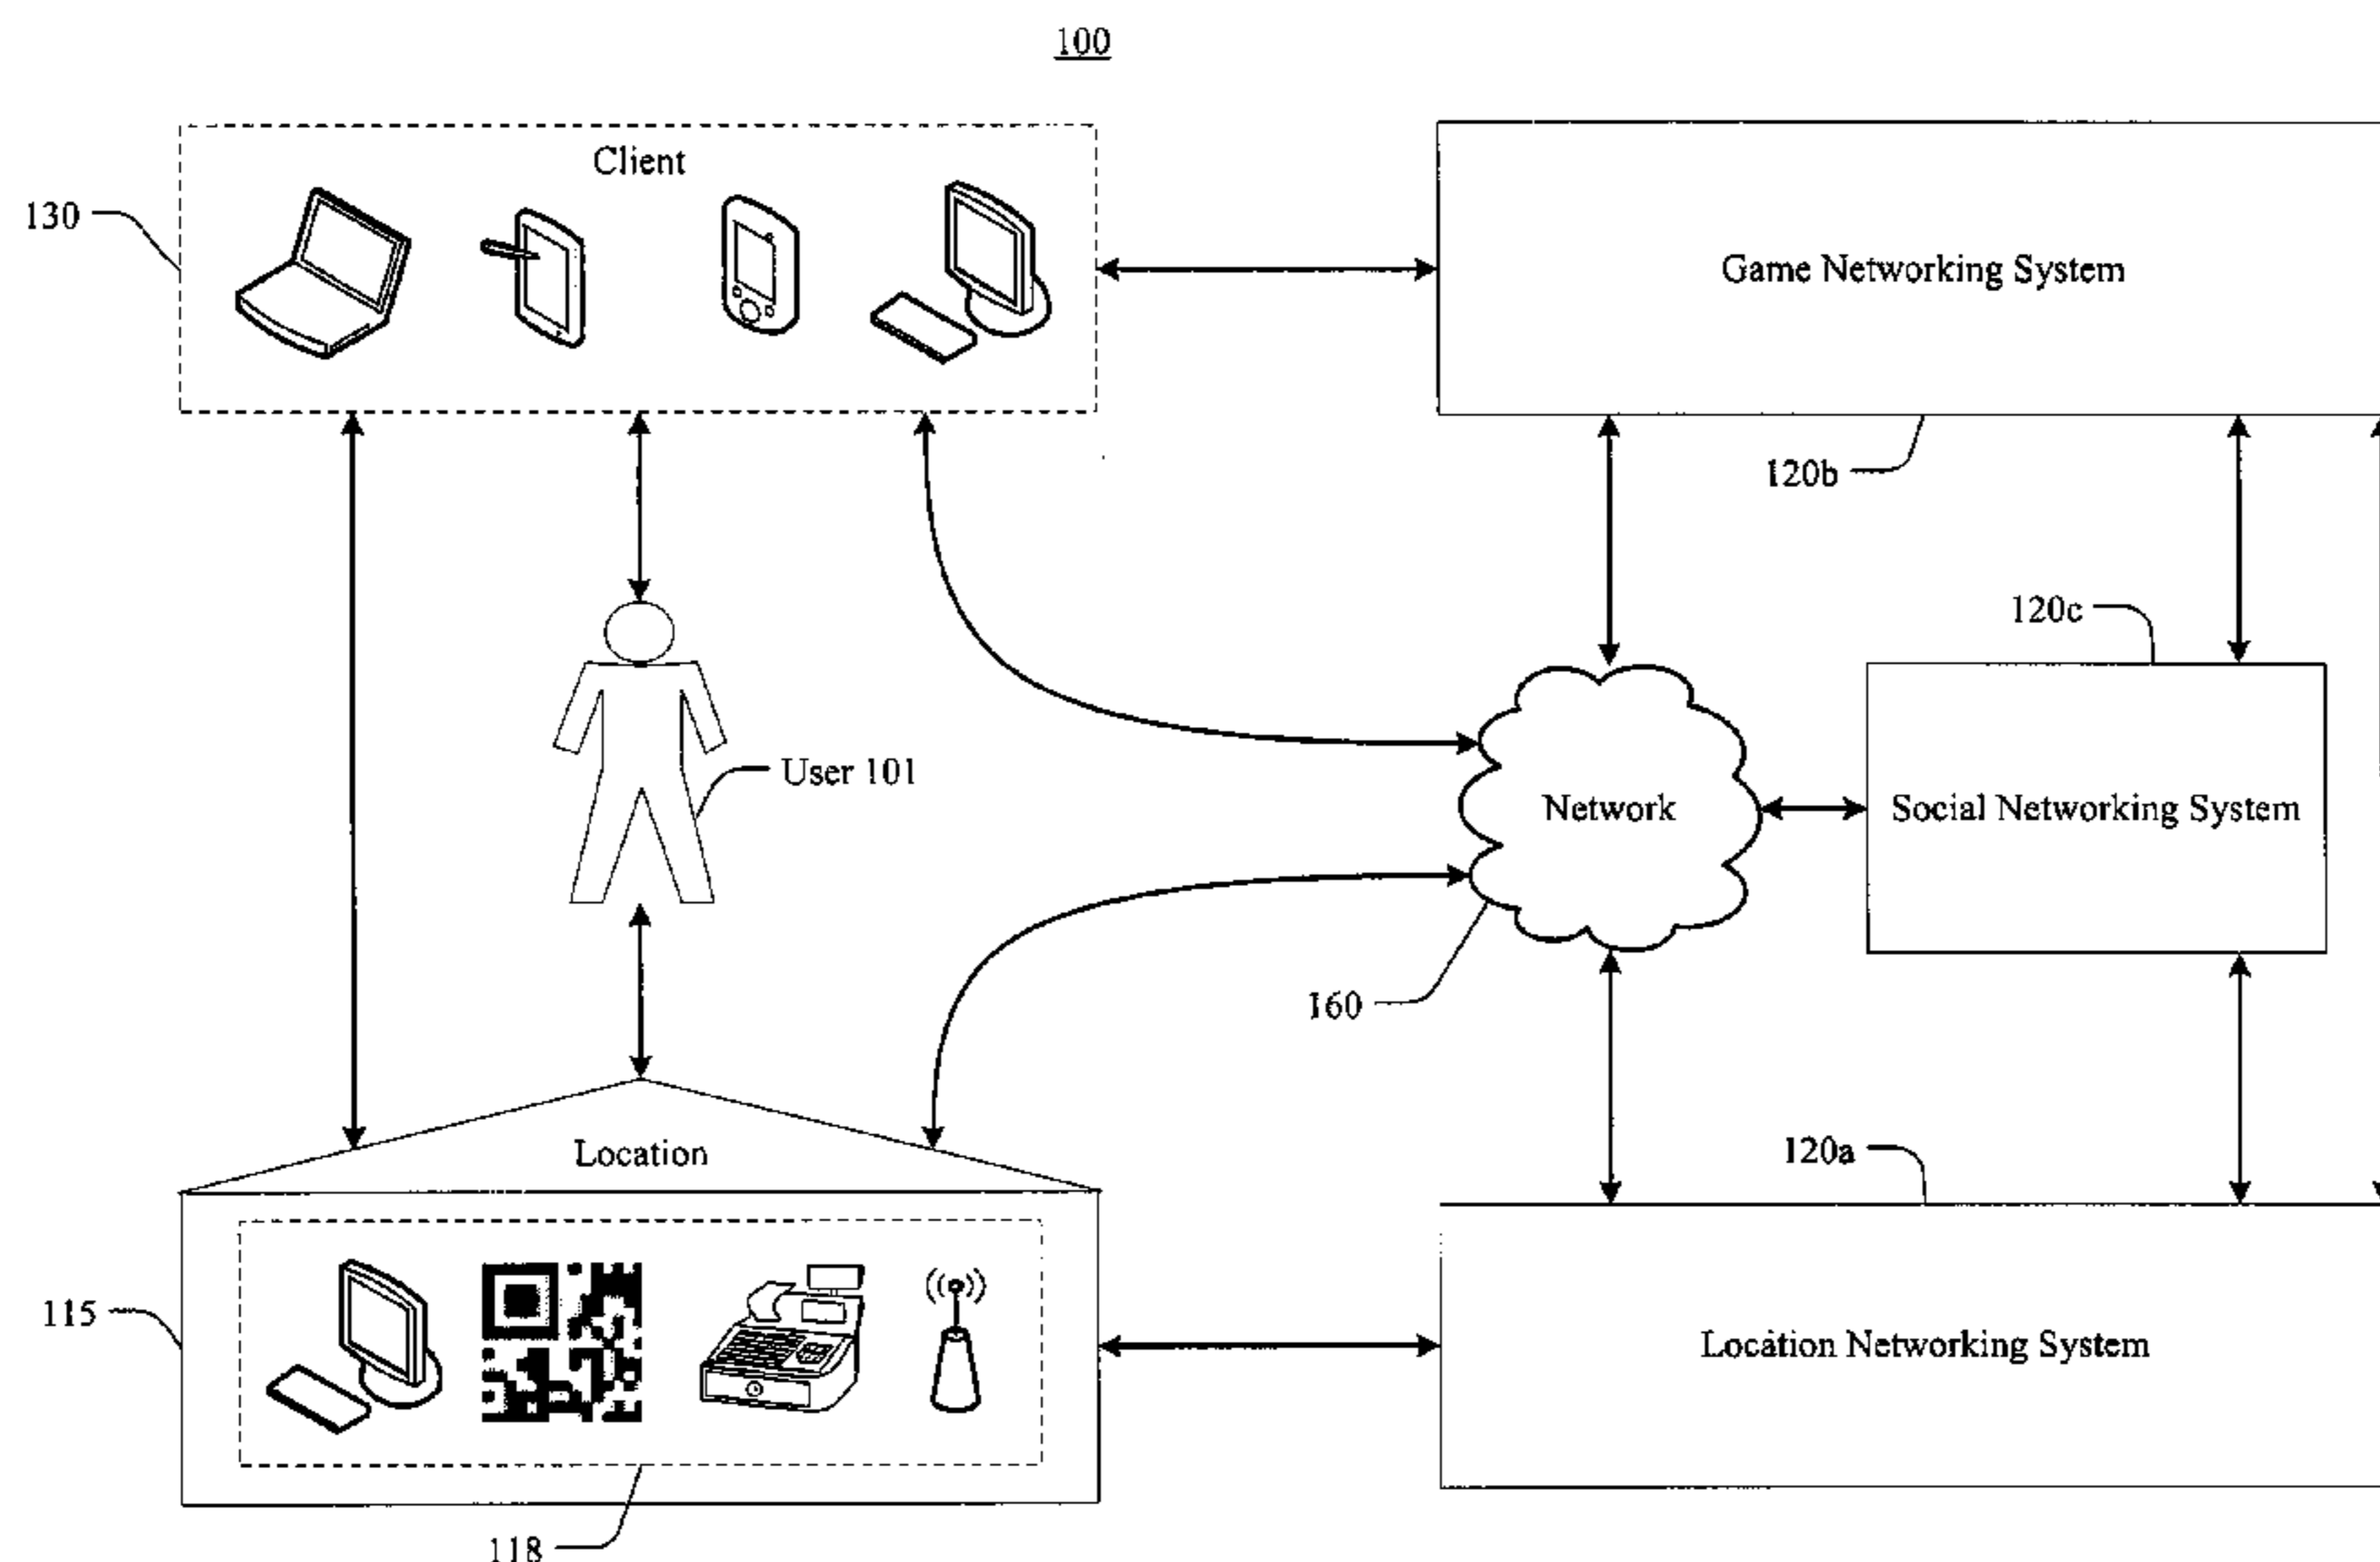 100
Client
130
Game Networking System
120b
120c
User 101
Network
Social Networking System
160
Location
120a
115
Location Networking System
118